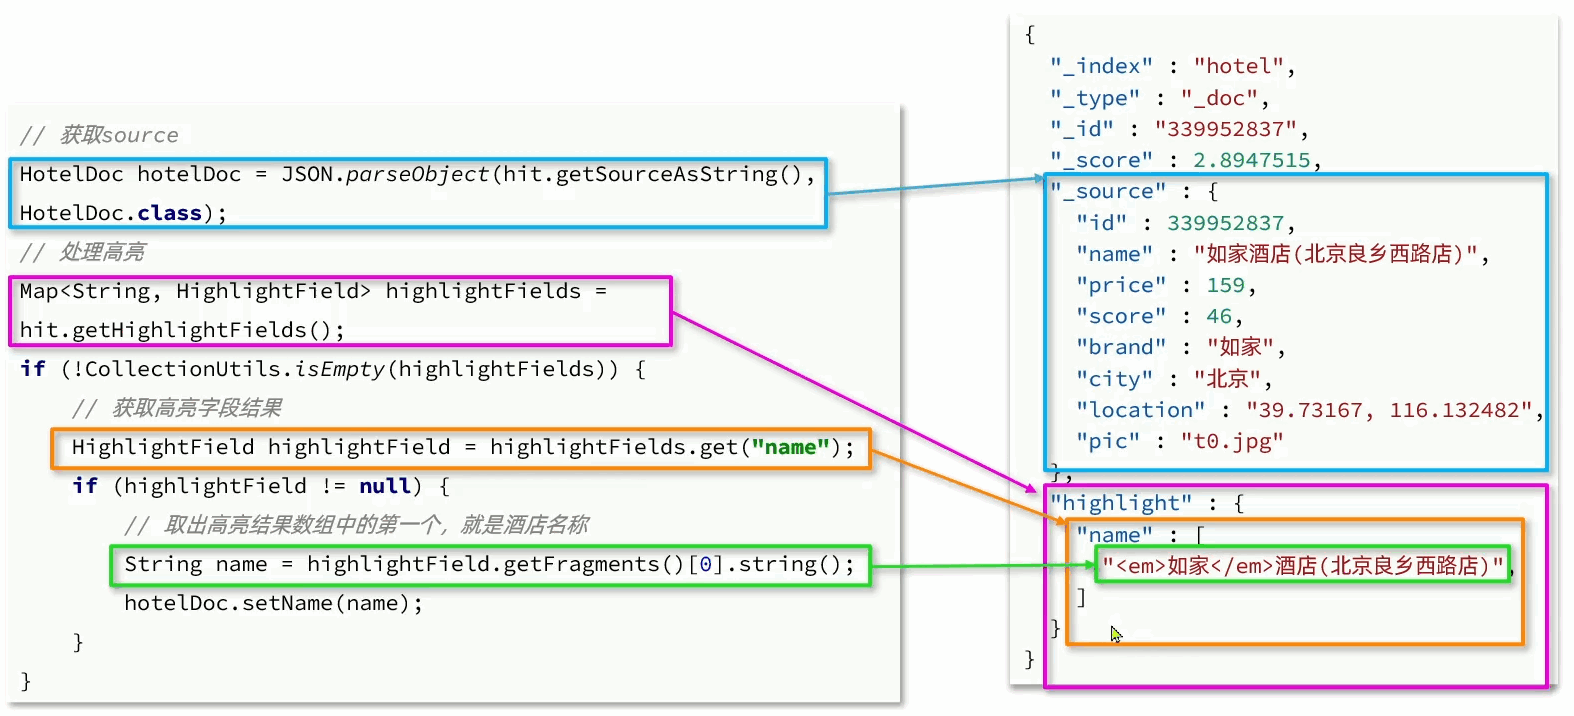 // 获取source
HotelDoc hotelDoc = JSON.parseObject(hit.getSourceAsString(),
HotelDoc.class);
// 处理高亮
Map<String, HighlightField> highlightFields =
hit.getHighlightFields();
if (!CollectionUtils.isEmpty(highlightFields)) {
// 获取高亮字段结果
HighlightField highlightField = highlightFields.get("name");
if (highlightField != null) {
// 取出高亮结果数组中的第一个，就是酒店名称
String name = highlightField.getFragments()[0].string();
hotelDoc.setName(name);
}
}
{
"_index" : "hotel",
"_type" : "_doc",
"_id" : "339952837",
"_score" : 2.8947515,
"_source" : {
"id" : 339952837,
"name" : "如家酒店(北京良乡西路店)",
"price" : 159,
"score" : 46,
"brand" : "如家",
"city" : "北京",
"location" : "39.73167, 116.132482",
"pic" : "t0.jpg"
},
"highlight" : {
"name" : [
"<em>如家</em>酒店(北京良乡西路店)",
]
}
}